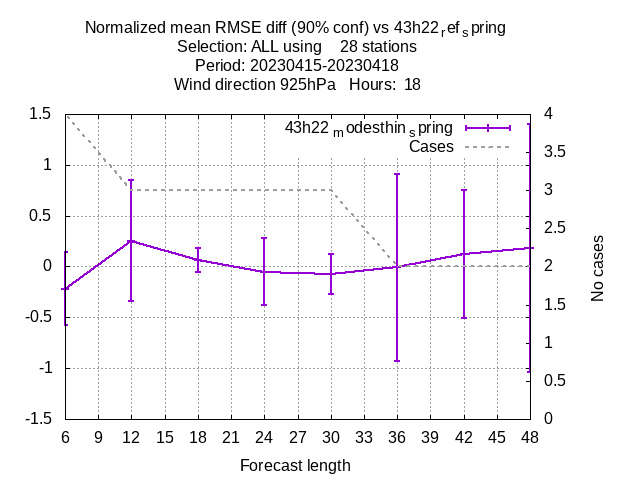 Normalized mean RMSE diff (90% conf) vs 43h22refspring
Selection: ALL using 28 stations
Period: 20230415-20230418
Wind direction 925hPa Hours: 18
43h22 modesthinspring
Cases
1.5
1
0.5
0
-0.5
-1
-1.5
4
3.5
3
2.5
2
1.5
1
0.5
0
No cases
6 9 12 15 18 21 24 27 30 33 36 39 42 45 48
Forecast length